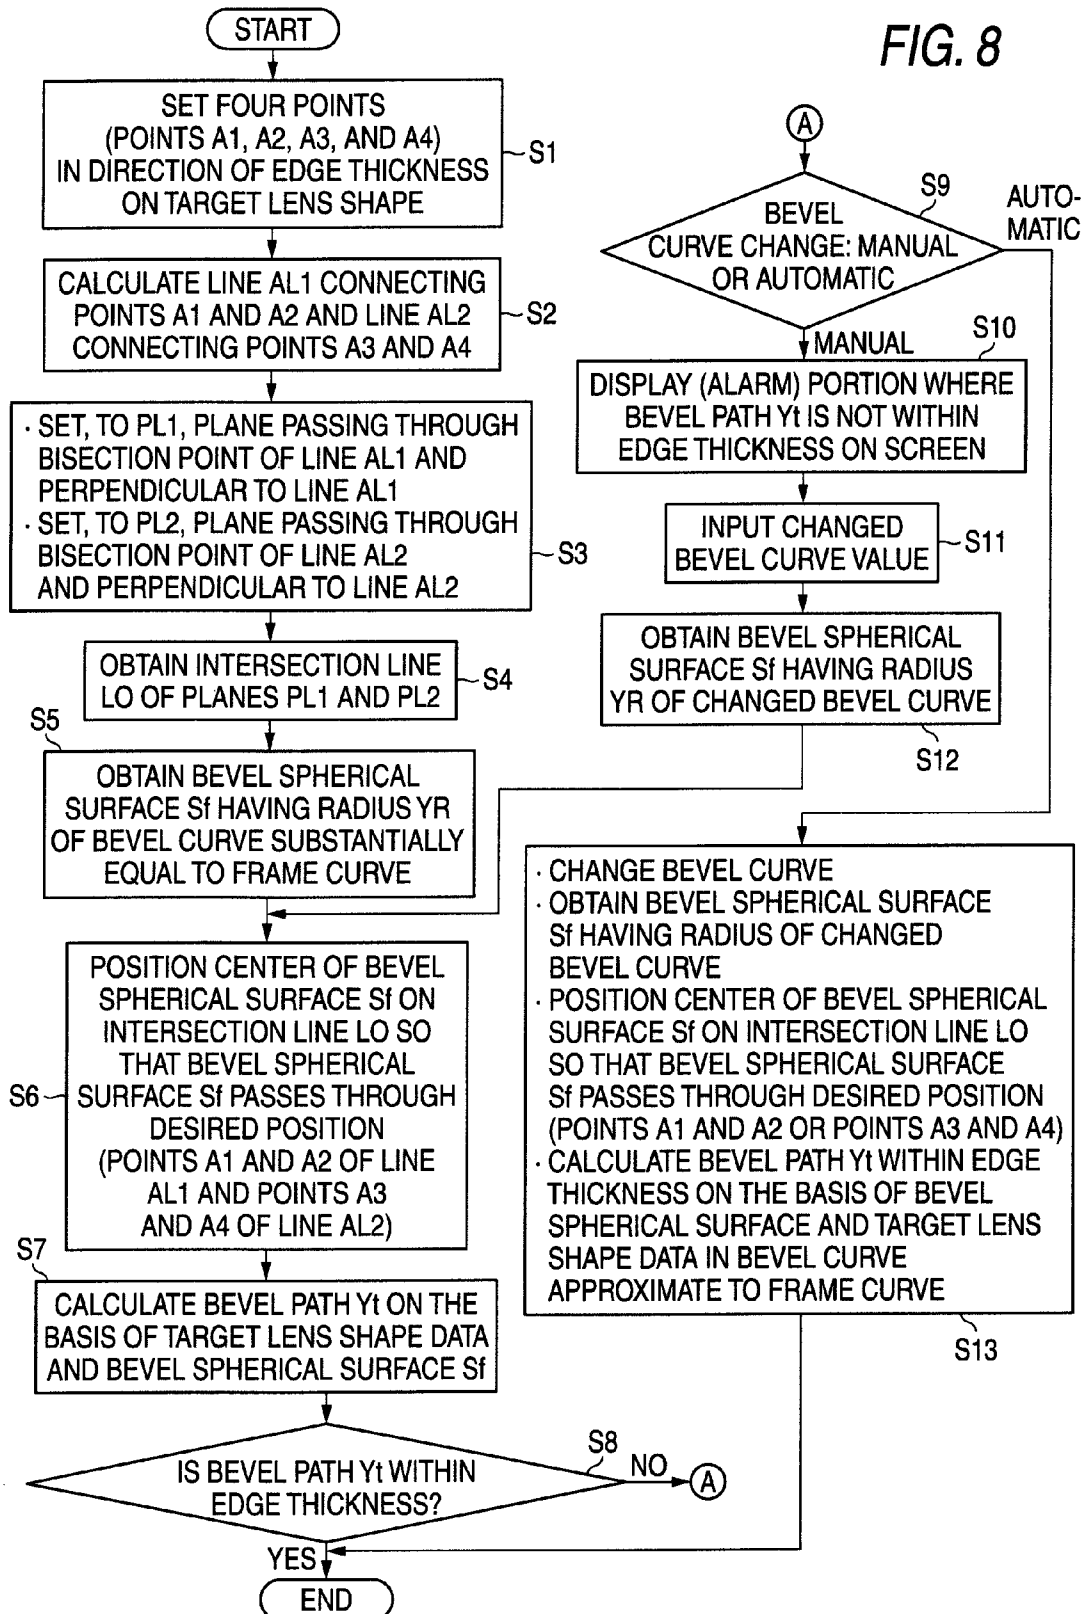 FIG. 8
START
SET FOUR POINTS
(POINTS A1, A2, A3, AND A4)
IN DIRECTION OF EDGE THICKNESS
ON TARGET LENS SHAPE
S1
CALCULATE LINE AL1 CONNECTING
POINTS A1 AND A2 AND LINE AL2
CONNECTING POINTS A3 AND A4
S2
· SET, TO PL1, PLANE PASSING THROUGH
BISECTION POINT OF LINE AL1 AND
PERPENDICULAR TO LINE AL1
· SET, TO PL2, PLANE PASSING THROUGH
BISECTION POINT OF LINE AL2
AND PERPENDICULAR TO LINE AL2
S3
OBTAIN INTERSECTION LINE
LO OF PLANES PL1 AND PL2
S4
S5
OBTAIN BEVEL SPHERICAL
SURFACE Sf HAVING RADIUS YR
OF BEVEL CURVE SUBSTANTIALLY
EQUAL TO FRAME CURVE
POSITION CENTER OF BEVEL
SPHERICAL SURFACE Sf ON
INTERSECTION LINE LO SO
THAT BEVEL SPHERICAL
SURFACE Sf PASSES THROUGH
DESIRED POSITION
(POINTS A1 AND A2 OF LINE
AL1 AND POINTS A3
AND A4 OF LINE AL2)
S6
S7
CALCULATE BEVEL PATH Yt ON THE
BASIS OF TARGET LENS SHAPE DATA
AND BEVEL SPHERICAL SURFACE Sf
S8
IS BEVEL PATH Yt WITHIN
EDGE THICKNESS?
NO
A
YES
END
A
S9
BEVEL
CURVE CHANGE: MANUAL
OR AUTOMATIC
AUTO-
MATIC
MANUAL
S10
DISPLAY (ALARM) PORTION WHERE
BEVEL PATH Yt IS NOT WITHIN
EDGE THICKNESS ON SCREEN
INPUT CHANGED
BEVEL CURVE VALUE
S11
OBTAIN BEVEL SPHERICAL
SURFACE Sf HAVING RADIUS
YR OF CHANGED BEVEL CURVE
S12
· CHANGE BEVEL CURVE
· OBTAIN BEVEL SPHERICAL SURFACE
Sf HAVING RADIUS OF CHANGED
BEVEL CURVE
· POSITION CENTER OF BEVEL SPHERICAL
SURFACE Sf ON INTERSECTION LINE LO
SO THAT BEVEL SPHERICAL SURFACE
Sf PASSES THROUGH DESIRED POSITION
(POINTS A1 AND A2 OR POINTS A3 AND A4)
· CALCULATE BEVEL PATH Yt WITHIN EDGE
THICKNESS ON THE BASIS OF BEVEL
SPHERICAL SURFACE AND TARGET LENS
SHAPE DATA IN BEVEL CURVE
APPROXIMATE TO FRAME CURVE
S13